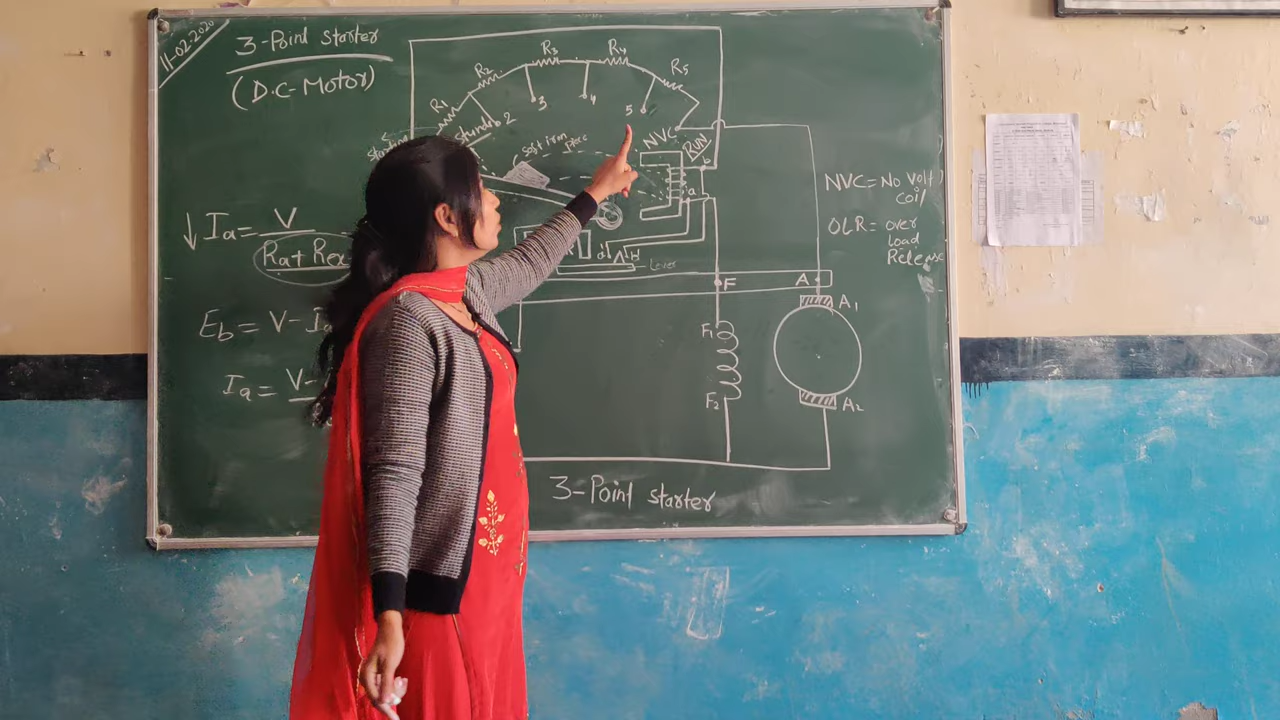 11-02-2020
3-Point starter
(D.C-Motor)
R1
R2
R3
R4
R5
2
3
4
5
stud
soft iron
piece
NVC
RUN
b
a
d
Lever
↓ Ia = V
Ra + Rex
Eb = V - I
Ia = V -
NVC = No Volt
coil
OLR = over
load
Release
F
A
F1
F2
A1
A2
3-Point starter